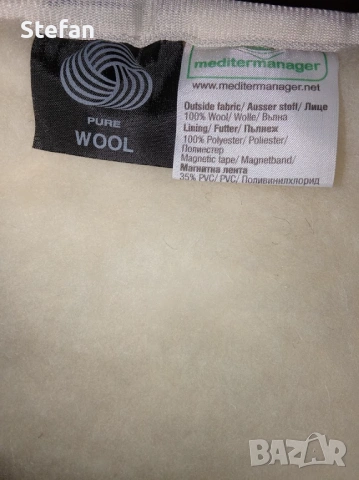 Stefan
PURE
WOOL
meditermanager
www.meditermanager.net
Outside fabric/ Ausser stoff/ Лице
100% Wool/ Wolle/ Вълна
Lining/ Futter/ Пълнеж
100% Polyester/ Poliester/
Полиестер
Magnetic tape/ Magnetband/
Магнитна лента
35% PVC/ PVC/ Поливинилхлорид
BAZAR